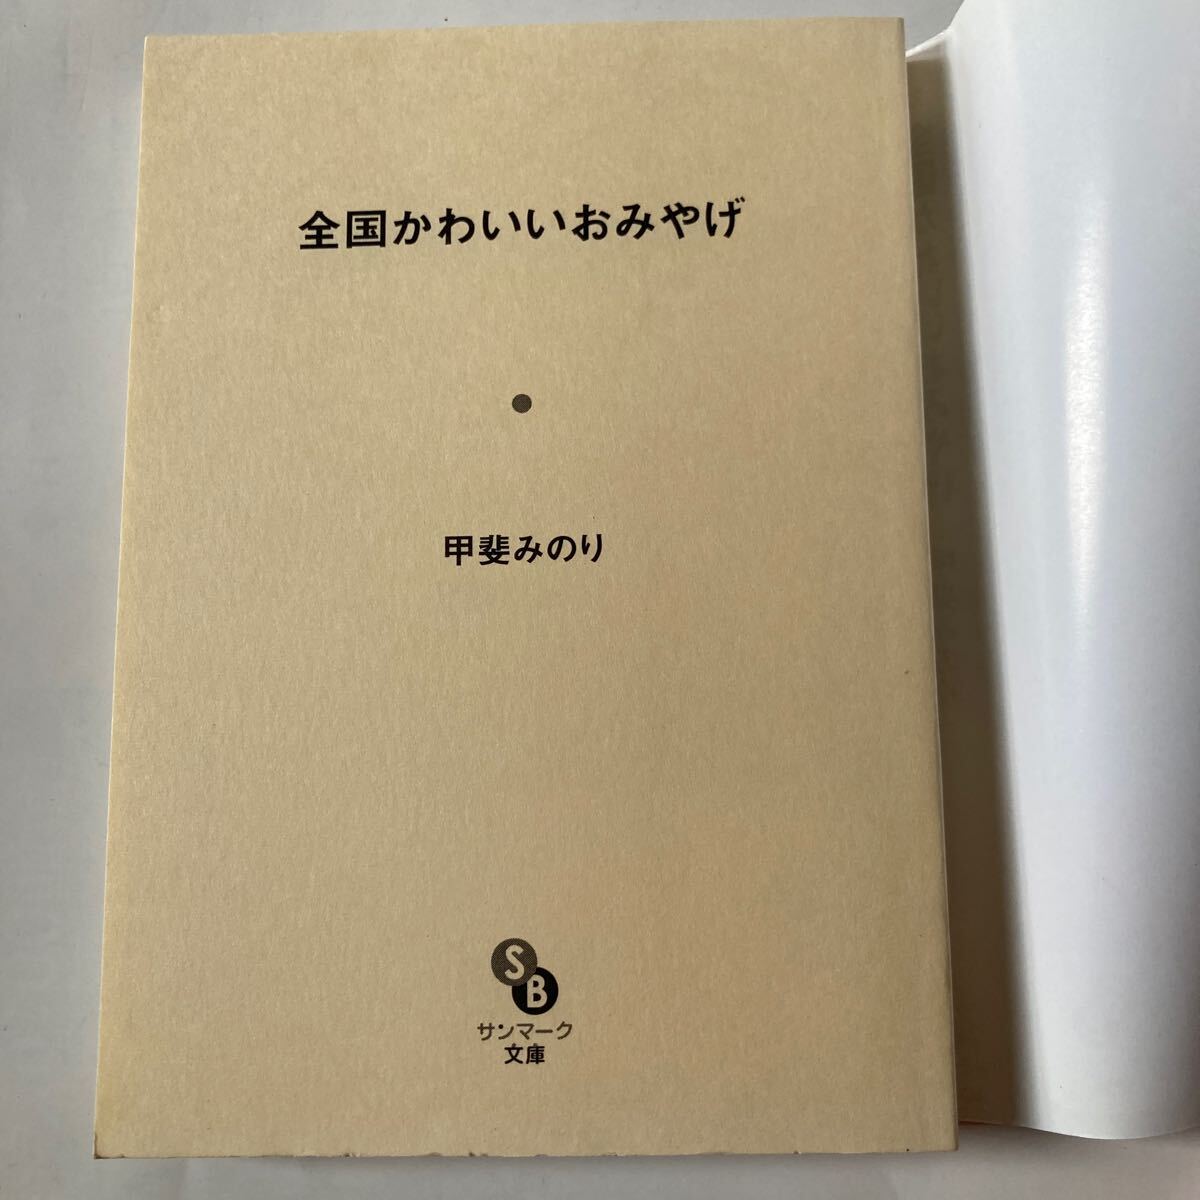 全国かわいいおみやげ
甲斐みのり
S
B
サンマーク
文庫